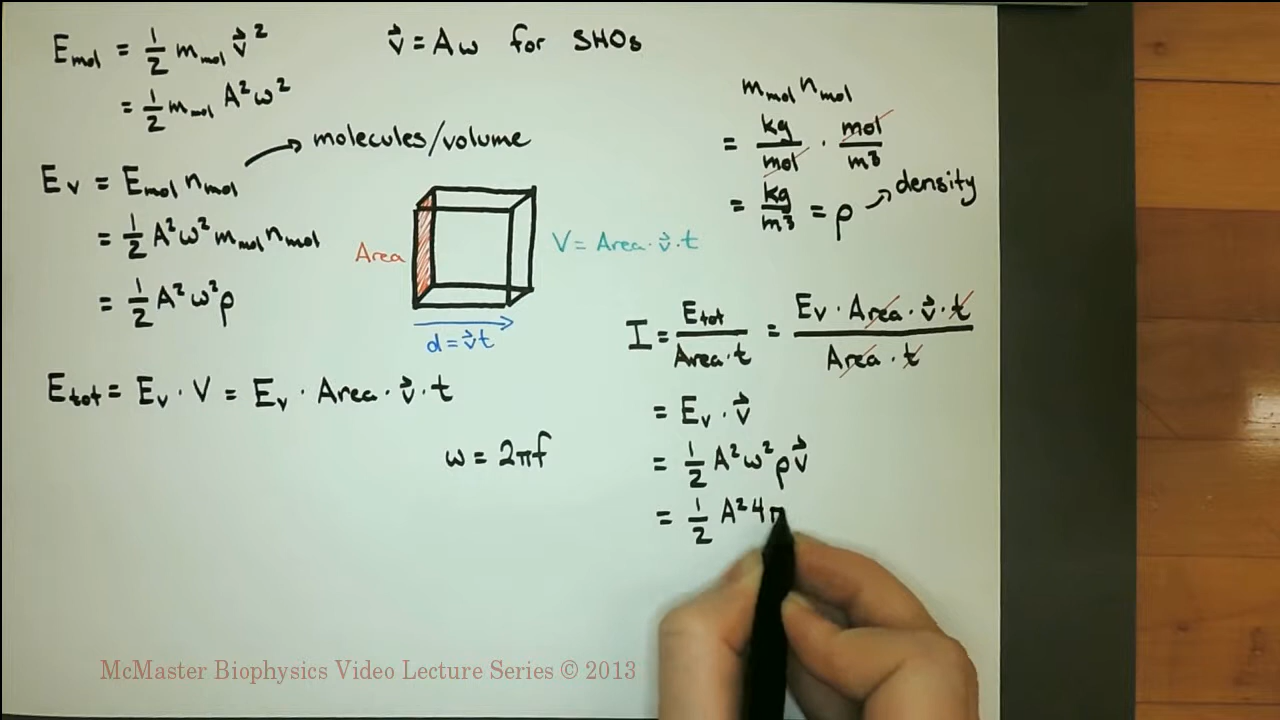 E_mol = 1/2 m_mol v⃗²
= 1/2 m_mol A²ω²
v⃗ = Aω for SHOs
→ molecules/volume
E_v = E_mol n_mol
= 1/2 A²ω² m_mol n_mol
= 1/2 A²ω²ρ
Area
V = Area · v⃗ · t
d = v⃗t
E_tot = E_v · V = E_v · Area · v⃗ · t
ω = 2πf
m_mol n_mol
= kg/mol · mol/m³
= kg/m³ = ρ → density
I = E_tot/(Area · t) = (E_v · Area · v⃗ · t)/(Area · t)
= E_v · v⃗
= 1/2 A²ω²ρv⃗
= 1/2 A²4π
McMaster Biophysics Video Lecture Series © 2013